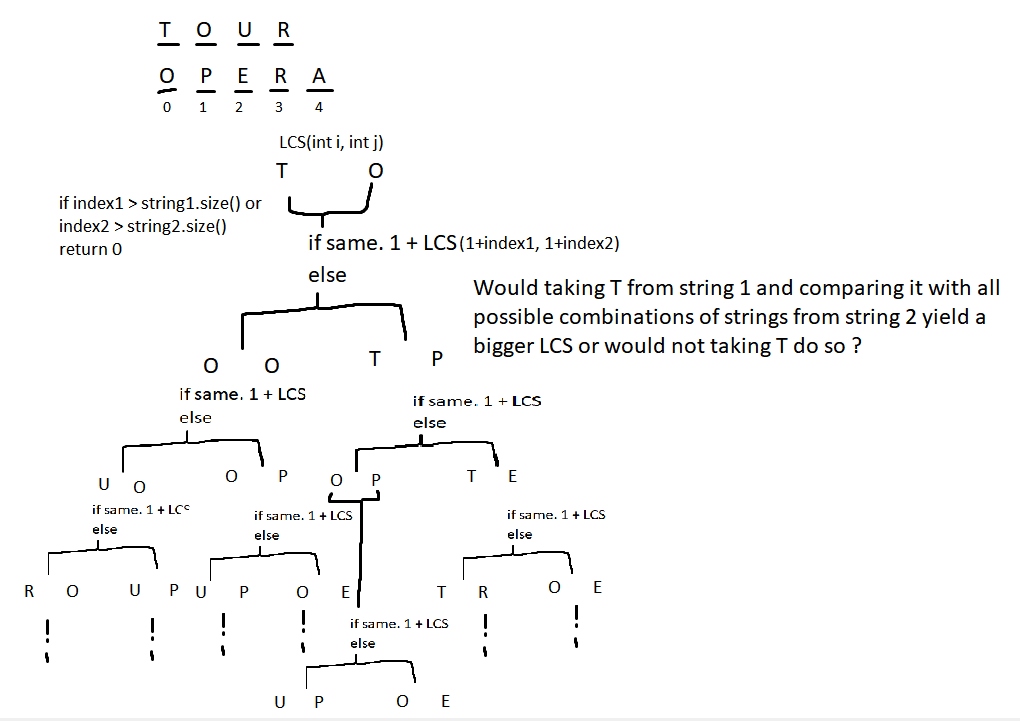 T O U R
O P E R A
0 1 2 3 4
LCS(int i, int j)
T O
if index1 > string1.size() or
index2 > string2.size()
return 0
if same. 1 + LCS(1+index1, 1+index2)
else
Would taking T from string 1 and comparing it with all
possible combinations of strings from string 2 yield a
bigger LCS or would not taking T do so ?
O O T P
if same. 1 + LCS
else
if same. 1 + LCS
else
U O O P O P T E
if same. 1 + LCS
else
if same. 1 + LCS
else
if same. 1 + LCS
else
R O U P U P O E T R O E
if same. 1 + LCS
else
U P O E